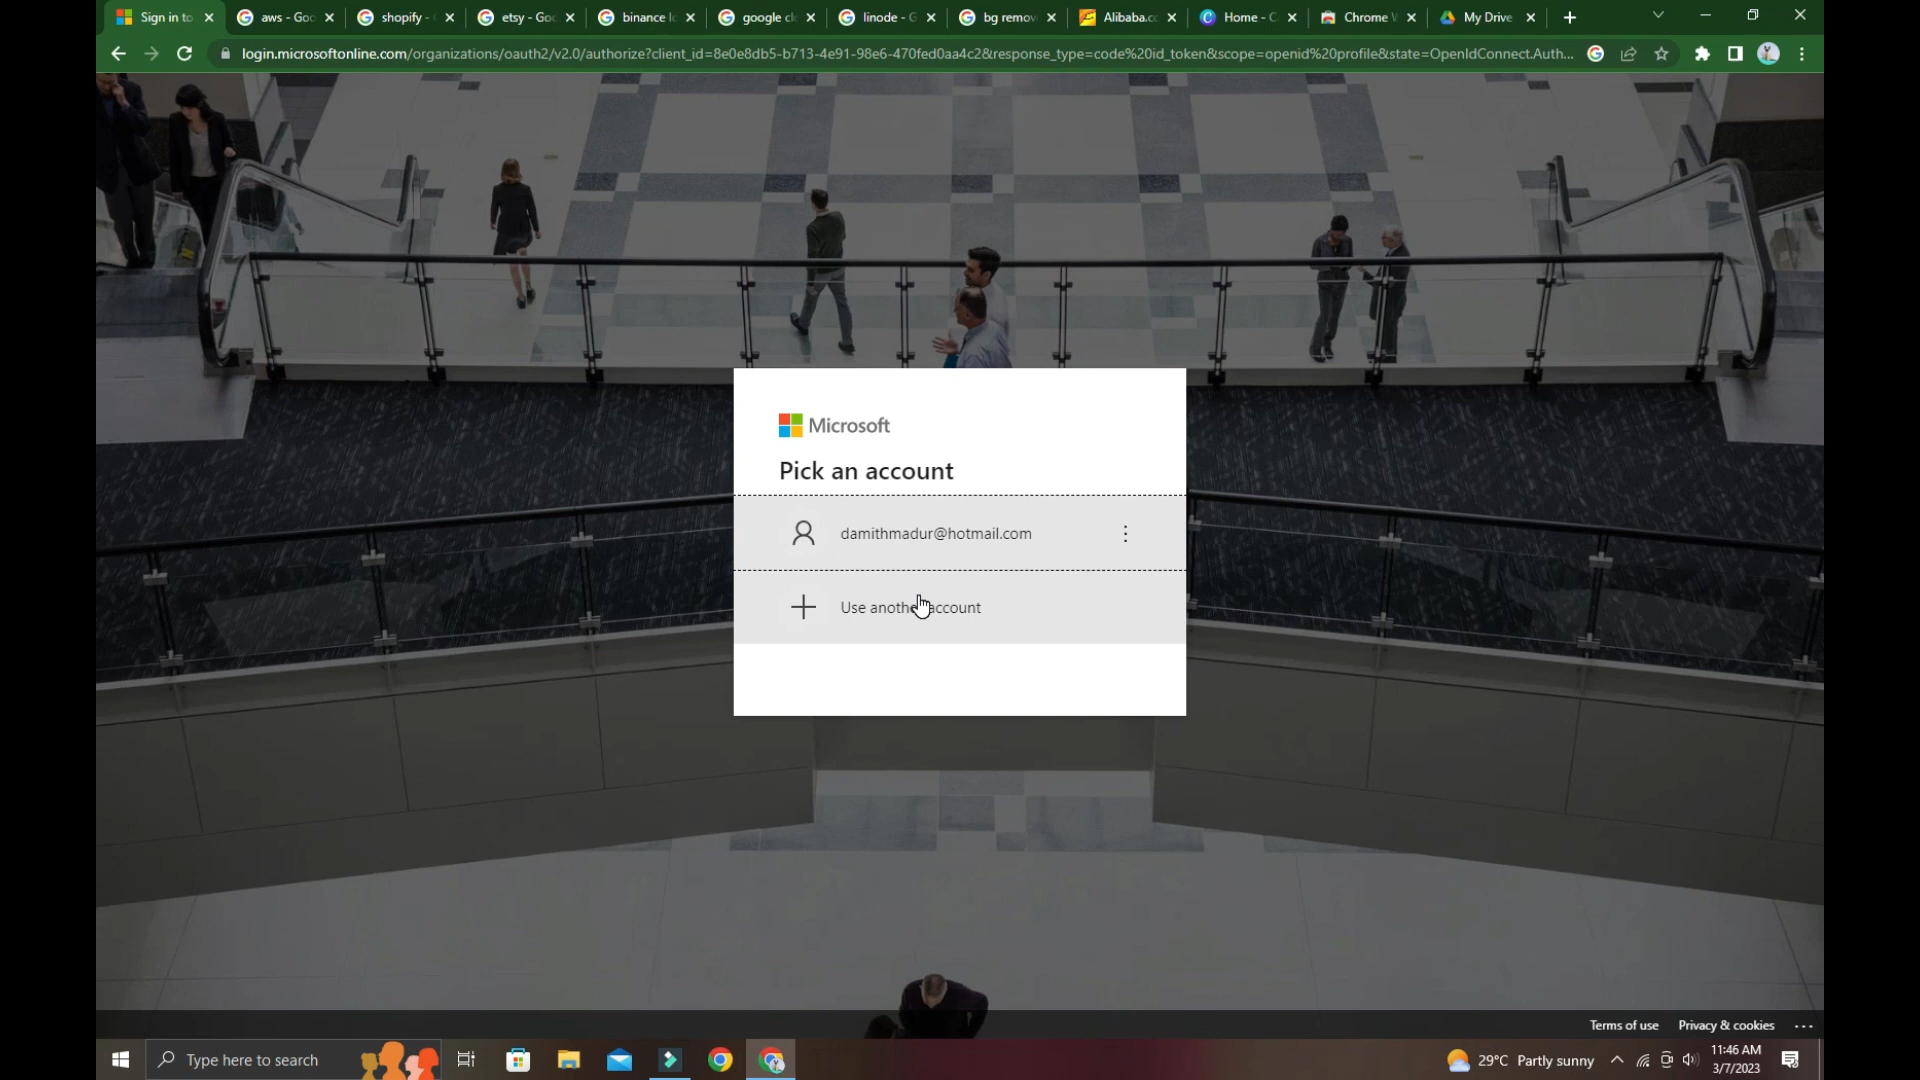 Sign in to
aws - Goo
shopify -
etsy - Goo
binance lo
google clo
linode - G
bg remov
Alibaba.co
Home - C
Chrome W
My Drive
login.microsoftonline.com/organizations/oauth2/v2.0/authorize?client_id=8e0e8db5-b713-4e91-98e6-470fed0aa4c2&response_type=code%20id_token&scope=openid%20profile&state=OpenIdConnect.Auth...
Microsoft
Pick an account
damithmadur@hotmail.com
Use another account
Terms of use
Privacy & cookies
Type here to search
29°C Partly sunny
11:46 AM
3/7/2023